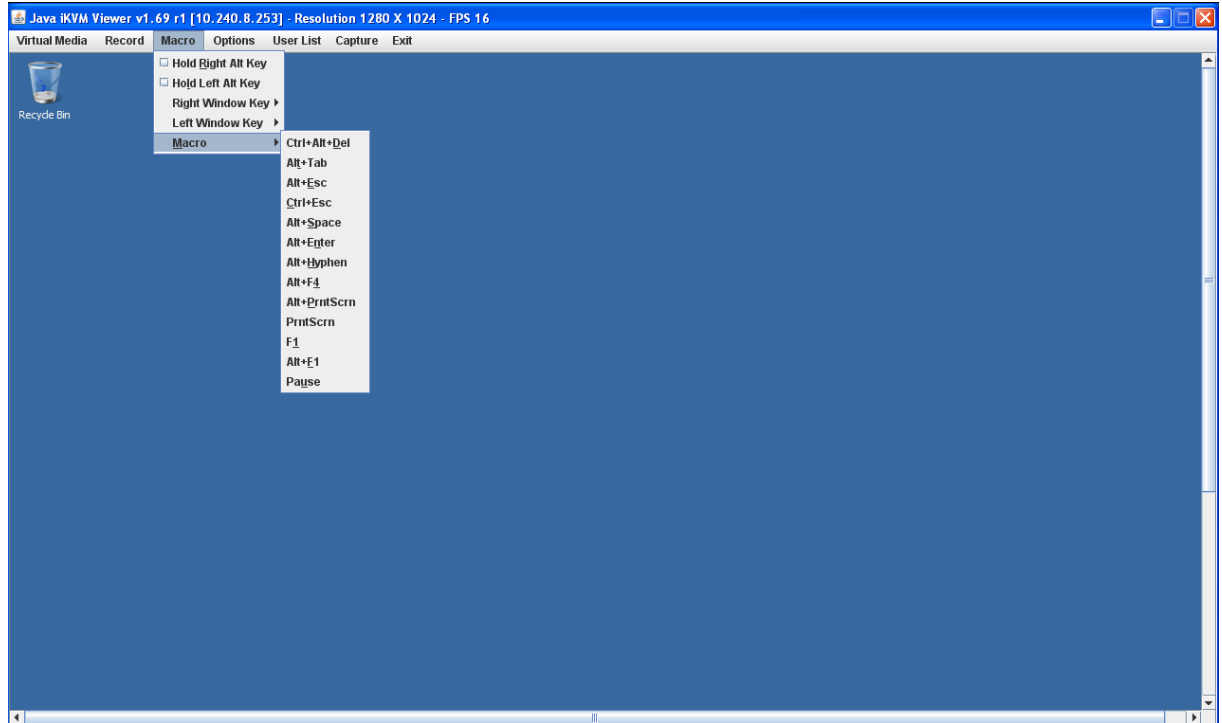 Java iKVM Viewer v1.69 r1 [10.240.8.253] - Resolution 1280 X 1024 - FPS 16
Virtual Media Record Macro Options User List Capture Exit
Hold Right Alt Key
Hold Left Alt Key
Right Window Key
Left Window Key
Macro
Recycle Bin
Ctrl+Alt+Del
Alt+Tab
Alt+Esc
Ctrl+Esc
Alt+Space
Alt+Enter
Alt+Hyphen
Alt+F4
Alt+PrntScrn
PrntScrn
F1
Alt+F1
Pause